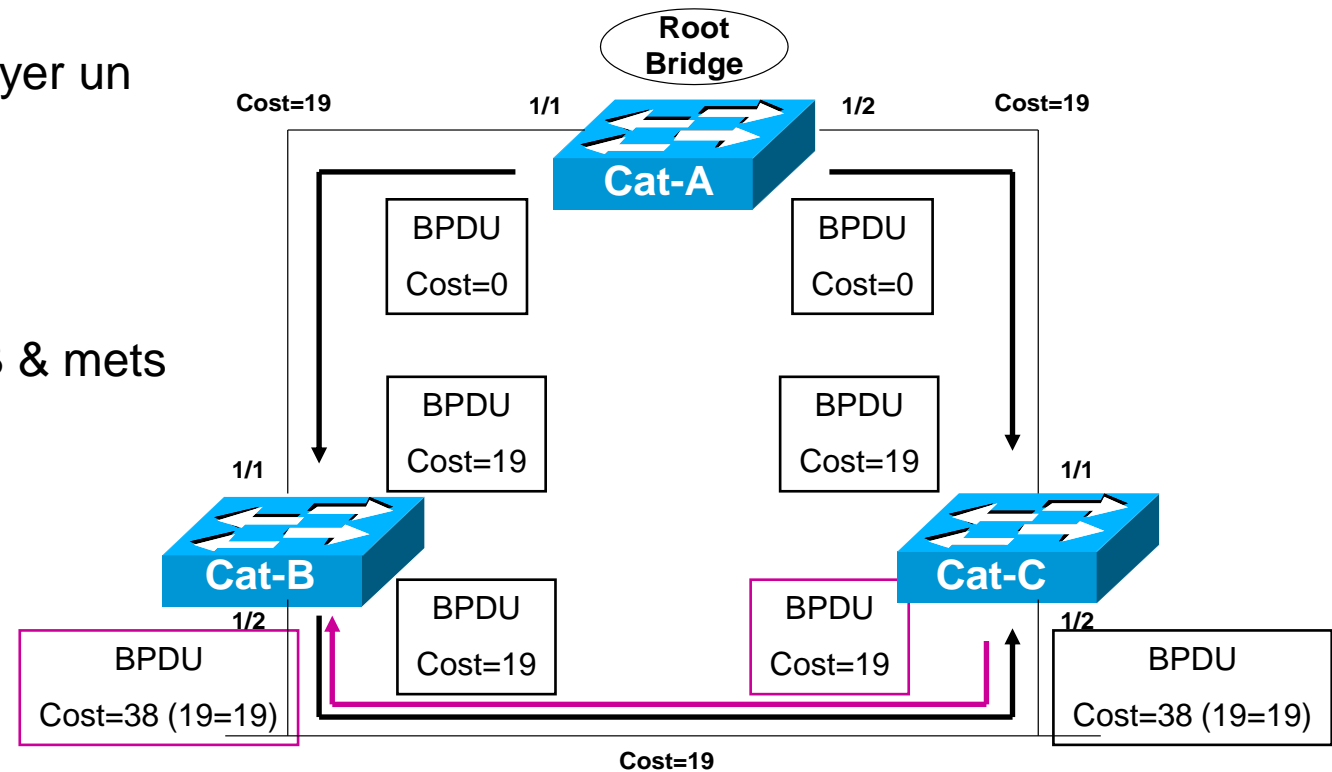 Root
Bridge
yer un
Cost=19
1/1
1/2
Cost=19
Cat-A
BPDU
Cost=0
BPDU
Cost=0
& mets
BPDU
Cost=19
BPDU
Cost=19
1/1
1/1
Cat-B
Cat-C
1/2
BPDU
Cost=19
BPDU
Cost=19
1/2
BPDU
Cost=38 (19=19)
BPDU
Cost=38 (19=19)
Cost=19